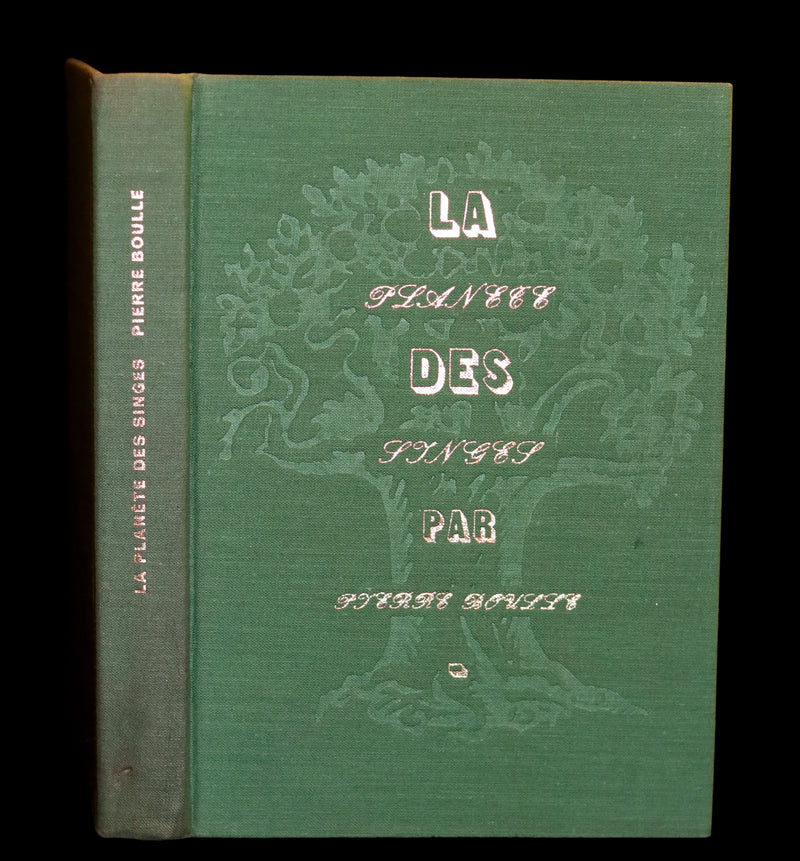 LA PLANÈTE DES SINGES PIERRE BOULLE
LA
PLANETE
DES
SINGES
PAR
PIERRE BOULLE